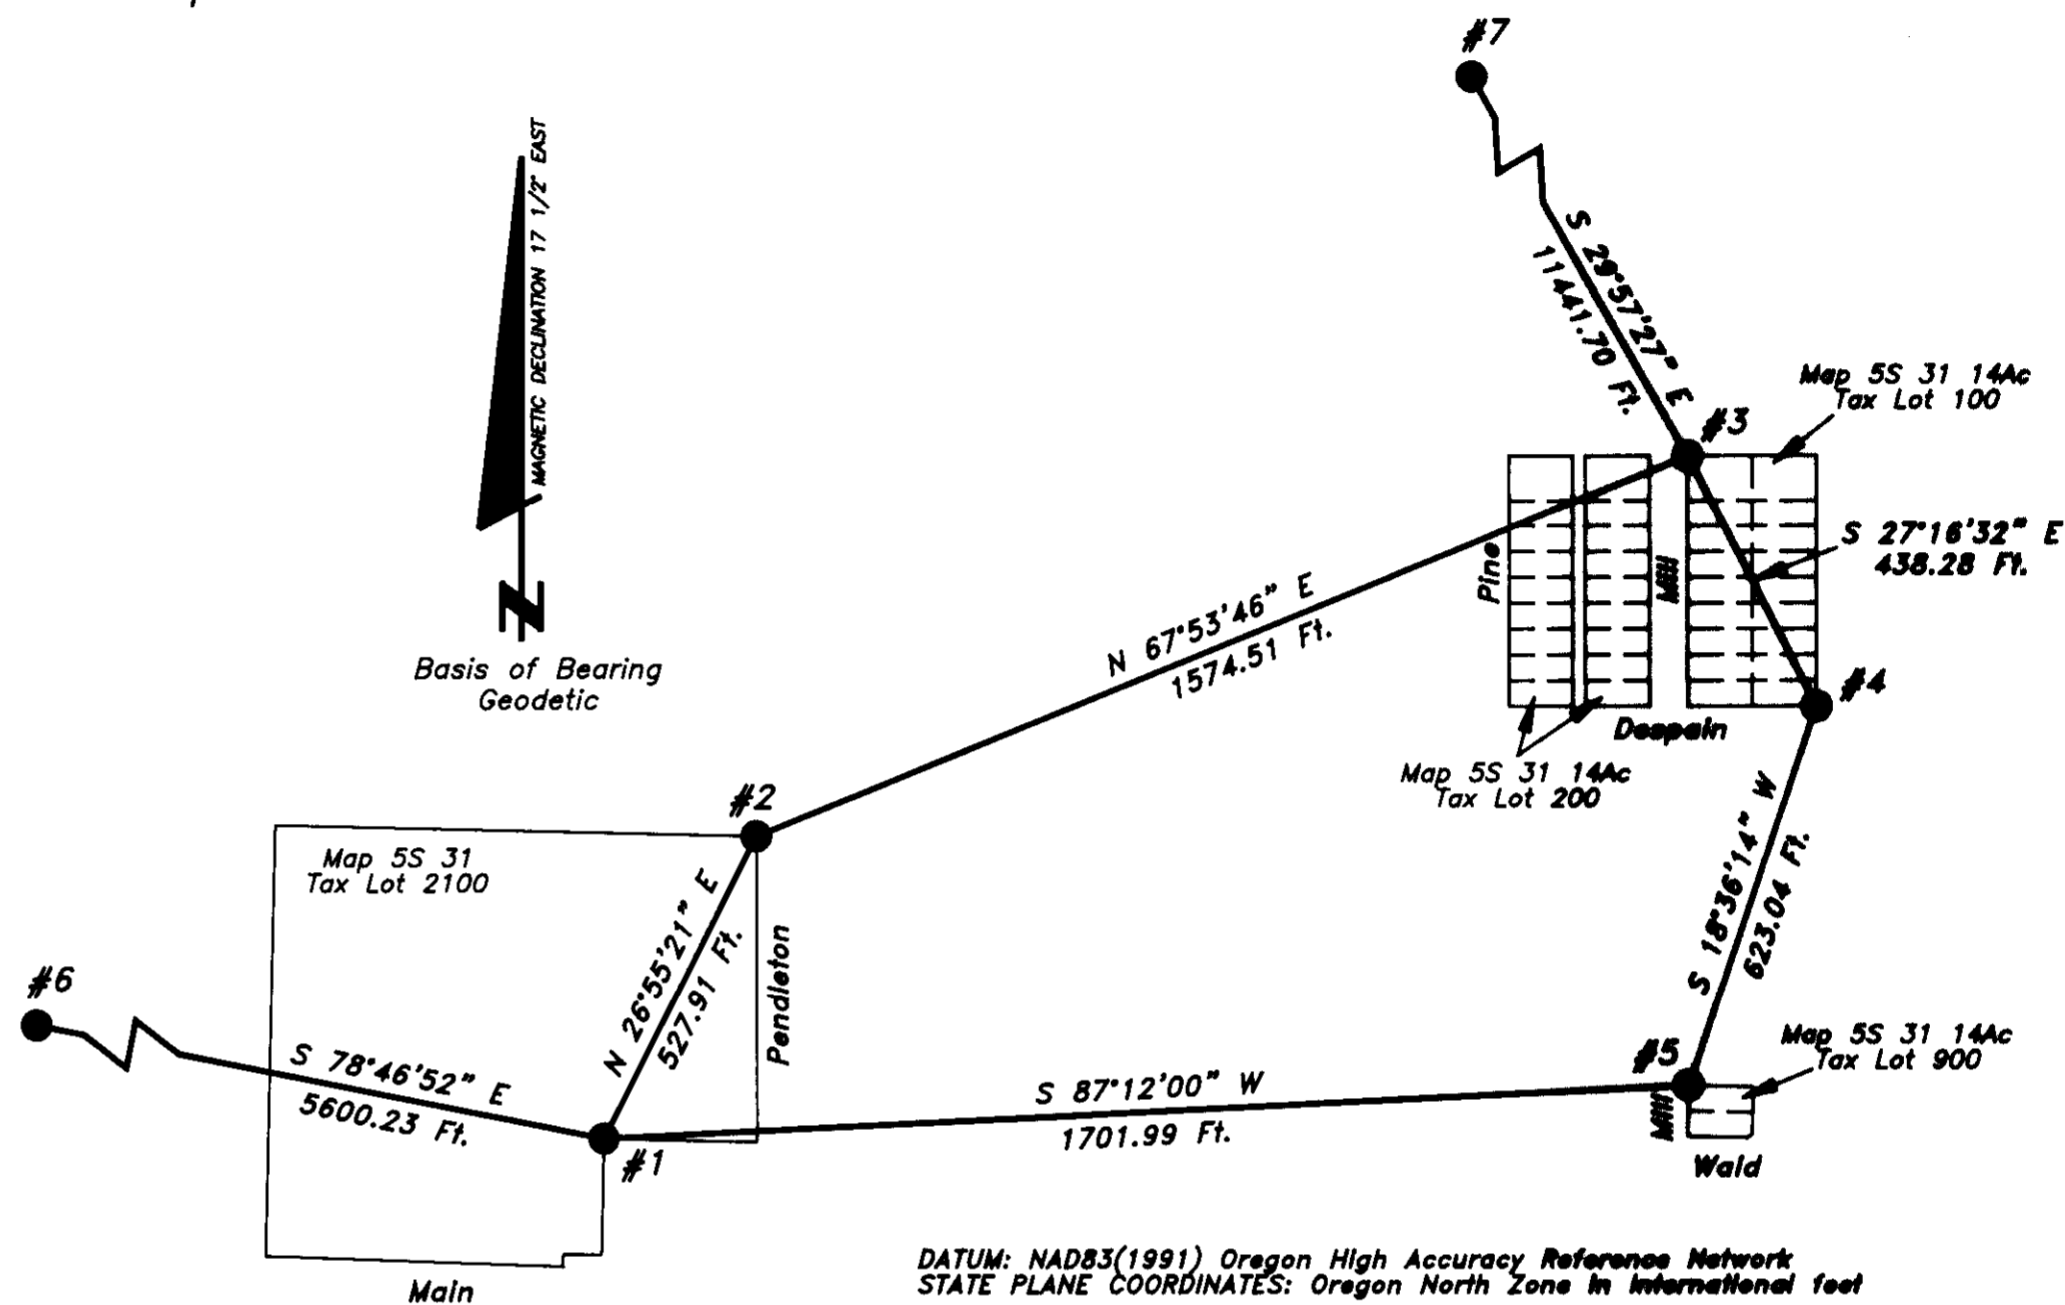 #7
MAGNETIC DECLINATION 17 1/2° EAST
S 29°57'27" E
11441.70 Ft.
Map 5S 31 14Ac
Tax Lot 100
#3
S 27°16'32" E
438.28 Ft.
Pine
Mill
N 67°53'46" E
1574.51 Ft.
N
Basis of Bearing
Geodetic
#4
Despain
Map 5S 31 14Ac
Tax Lot 200
#2
Map 5S 31
Tax Lot 2100
S 18°36'14" W
623.04 Ft.
N 26°55'21" E
527.91 Ft.
Pendleton
#6
S 78°46'52" E
5600.23 Ft.
#1
S 87°12'00" W
1701.99 Ft.
#5
Map 5S 31 14Ac
Tax Lot 900
Mill
Wald
Main
DATUM: NAD83(1991) Oregon High Accuracy Reference Network
STATE PLANE COORDINATES: Oregon North Zone in International feet